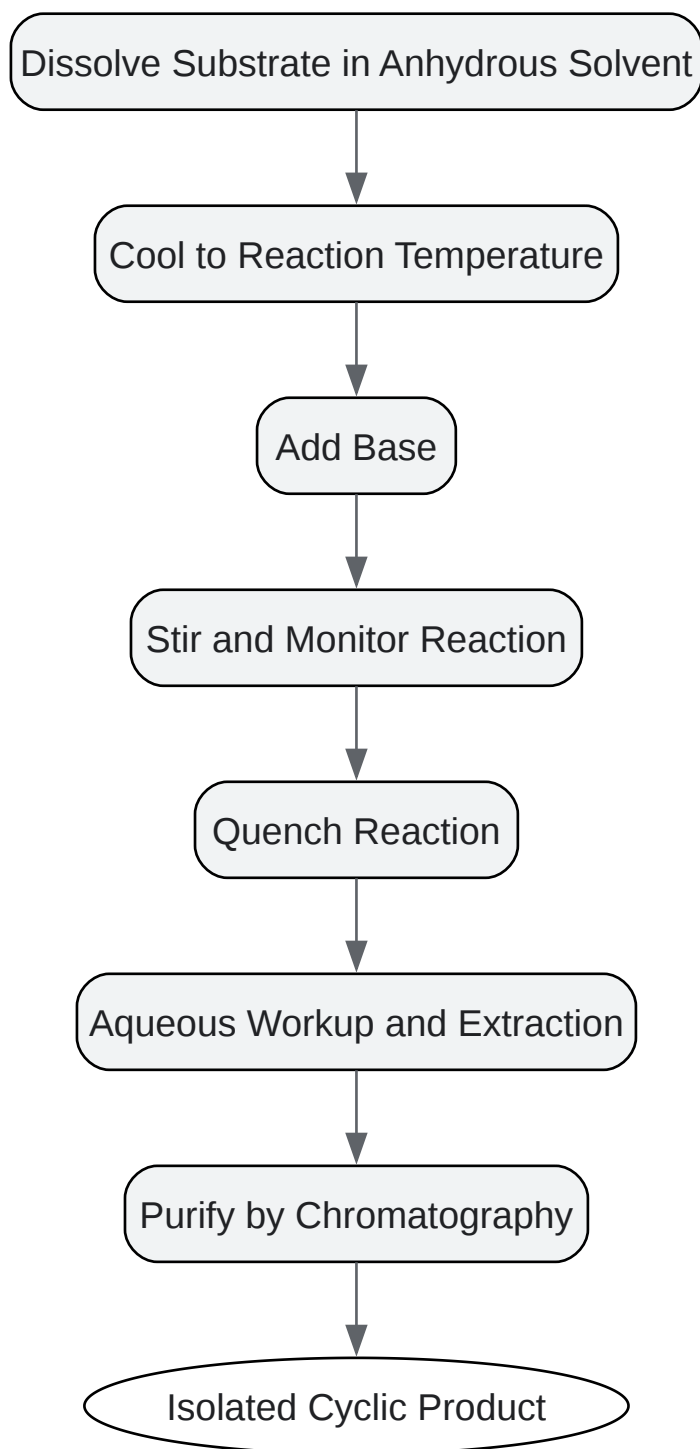 Dissolve Substrate in Anhydrous Solvent
Cool to Reaction Temperature
Add Base
Stir and Monitor Reaction
Quench Reaction
Aqueous Workup and Extraction
Purify by Chromatography
Isolated Cyclic Product